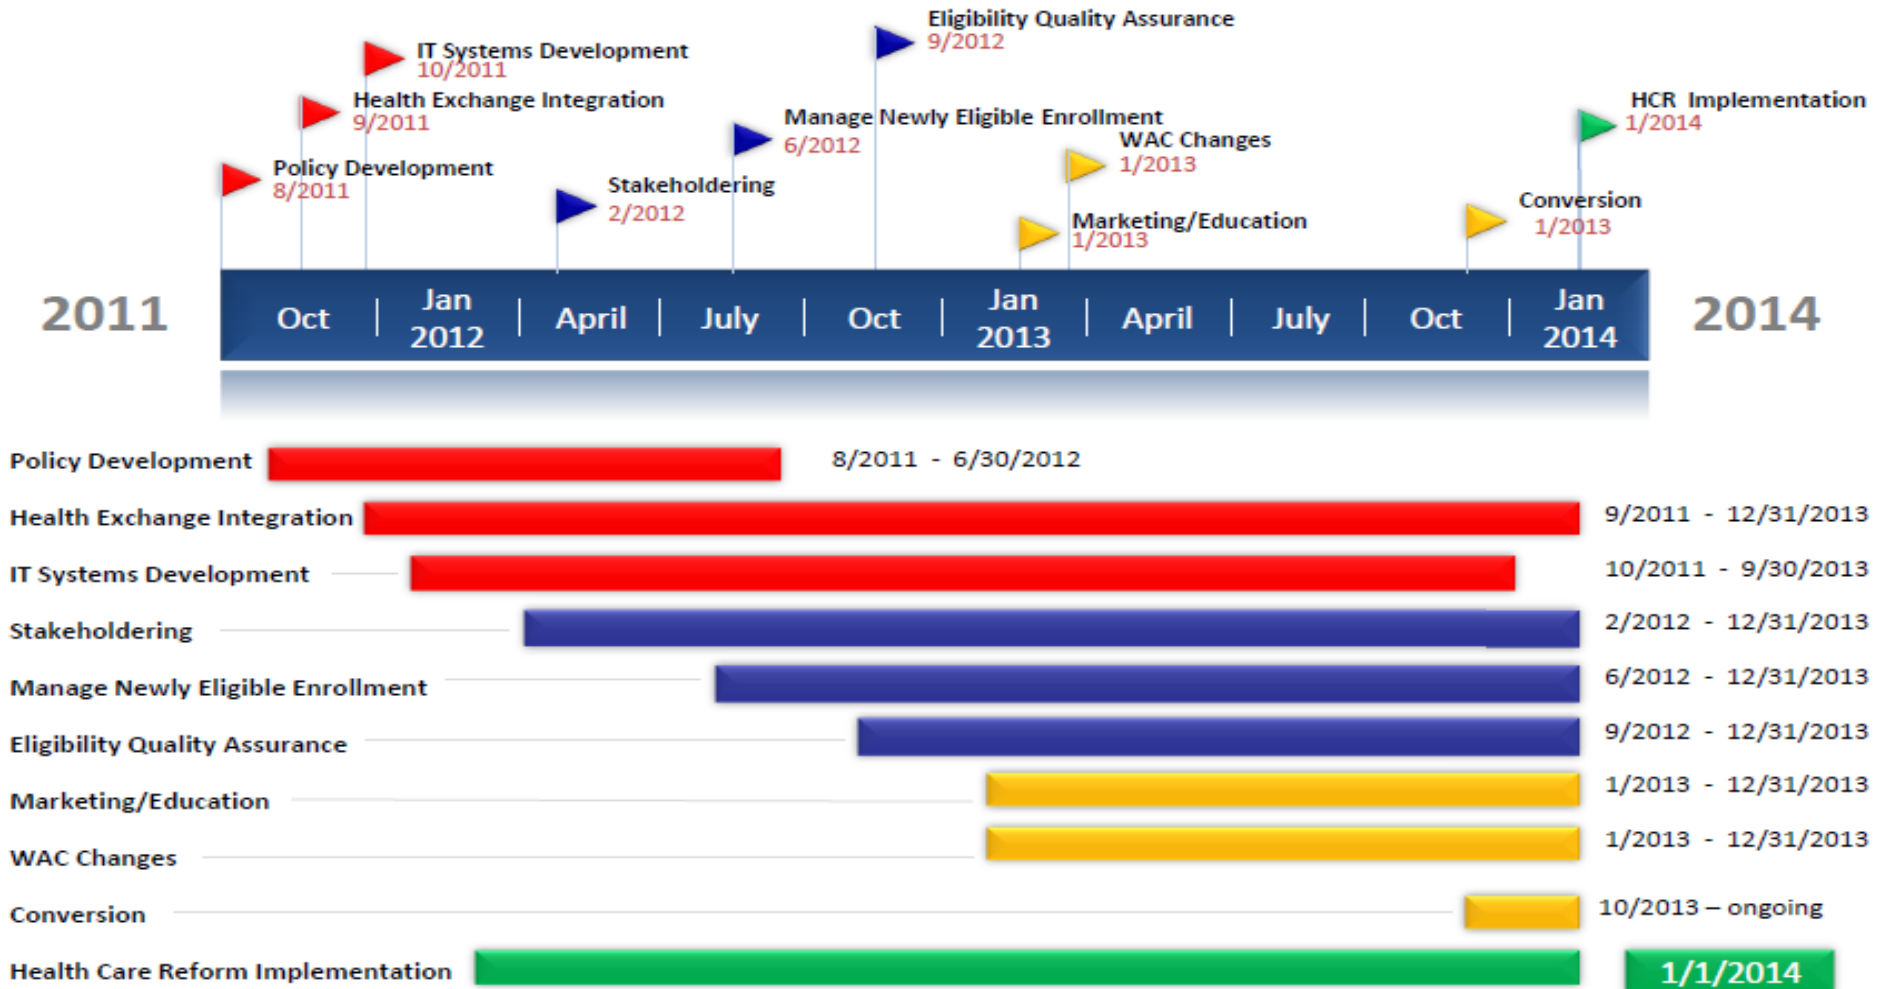 Eligibility Quality Assurance
9/2012
IT Systems Development
10/2011
Health Exchange Integration
9/2011
HCR Implementation
1/2014
Manage Newly Eligible Enrollment
6/2012
WAC Changes
1/2013
Policy Development
8/2011
Stakeholdering
2/2012
Marketing/Education
1/2013
Conversion
1/2013
2011
Oct
Jan
2012
April
July
Oct
Jan
2013
April
July
Oct
Jan
2014
2014
Policy Development 8/2011 - 6/30/2012
Health Exchange Integration 9/2011 - 12/31/2013
IT Systems Development 10/2011 - 9/30/2013
Stakeholdering 2/2012 - 12/31/2013
Manage Newly Eligible Enrollment 6/2012 - 12/31/2013
Eligibility Quality Assurance 9/2012 - 12/31/2013
Marketing/Education 1/2013 - 12/31/2013
WAC Changes 1/2013 - 12/31/2013
Conversion 10/2013 – ongoing
Health Care Reform Implementation 1/1/2014